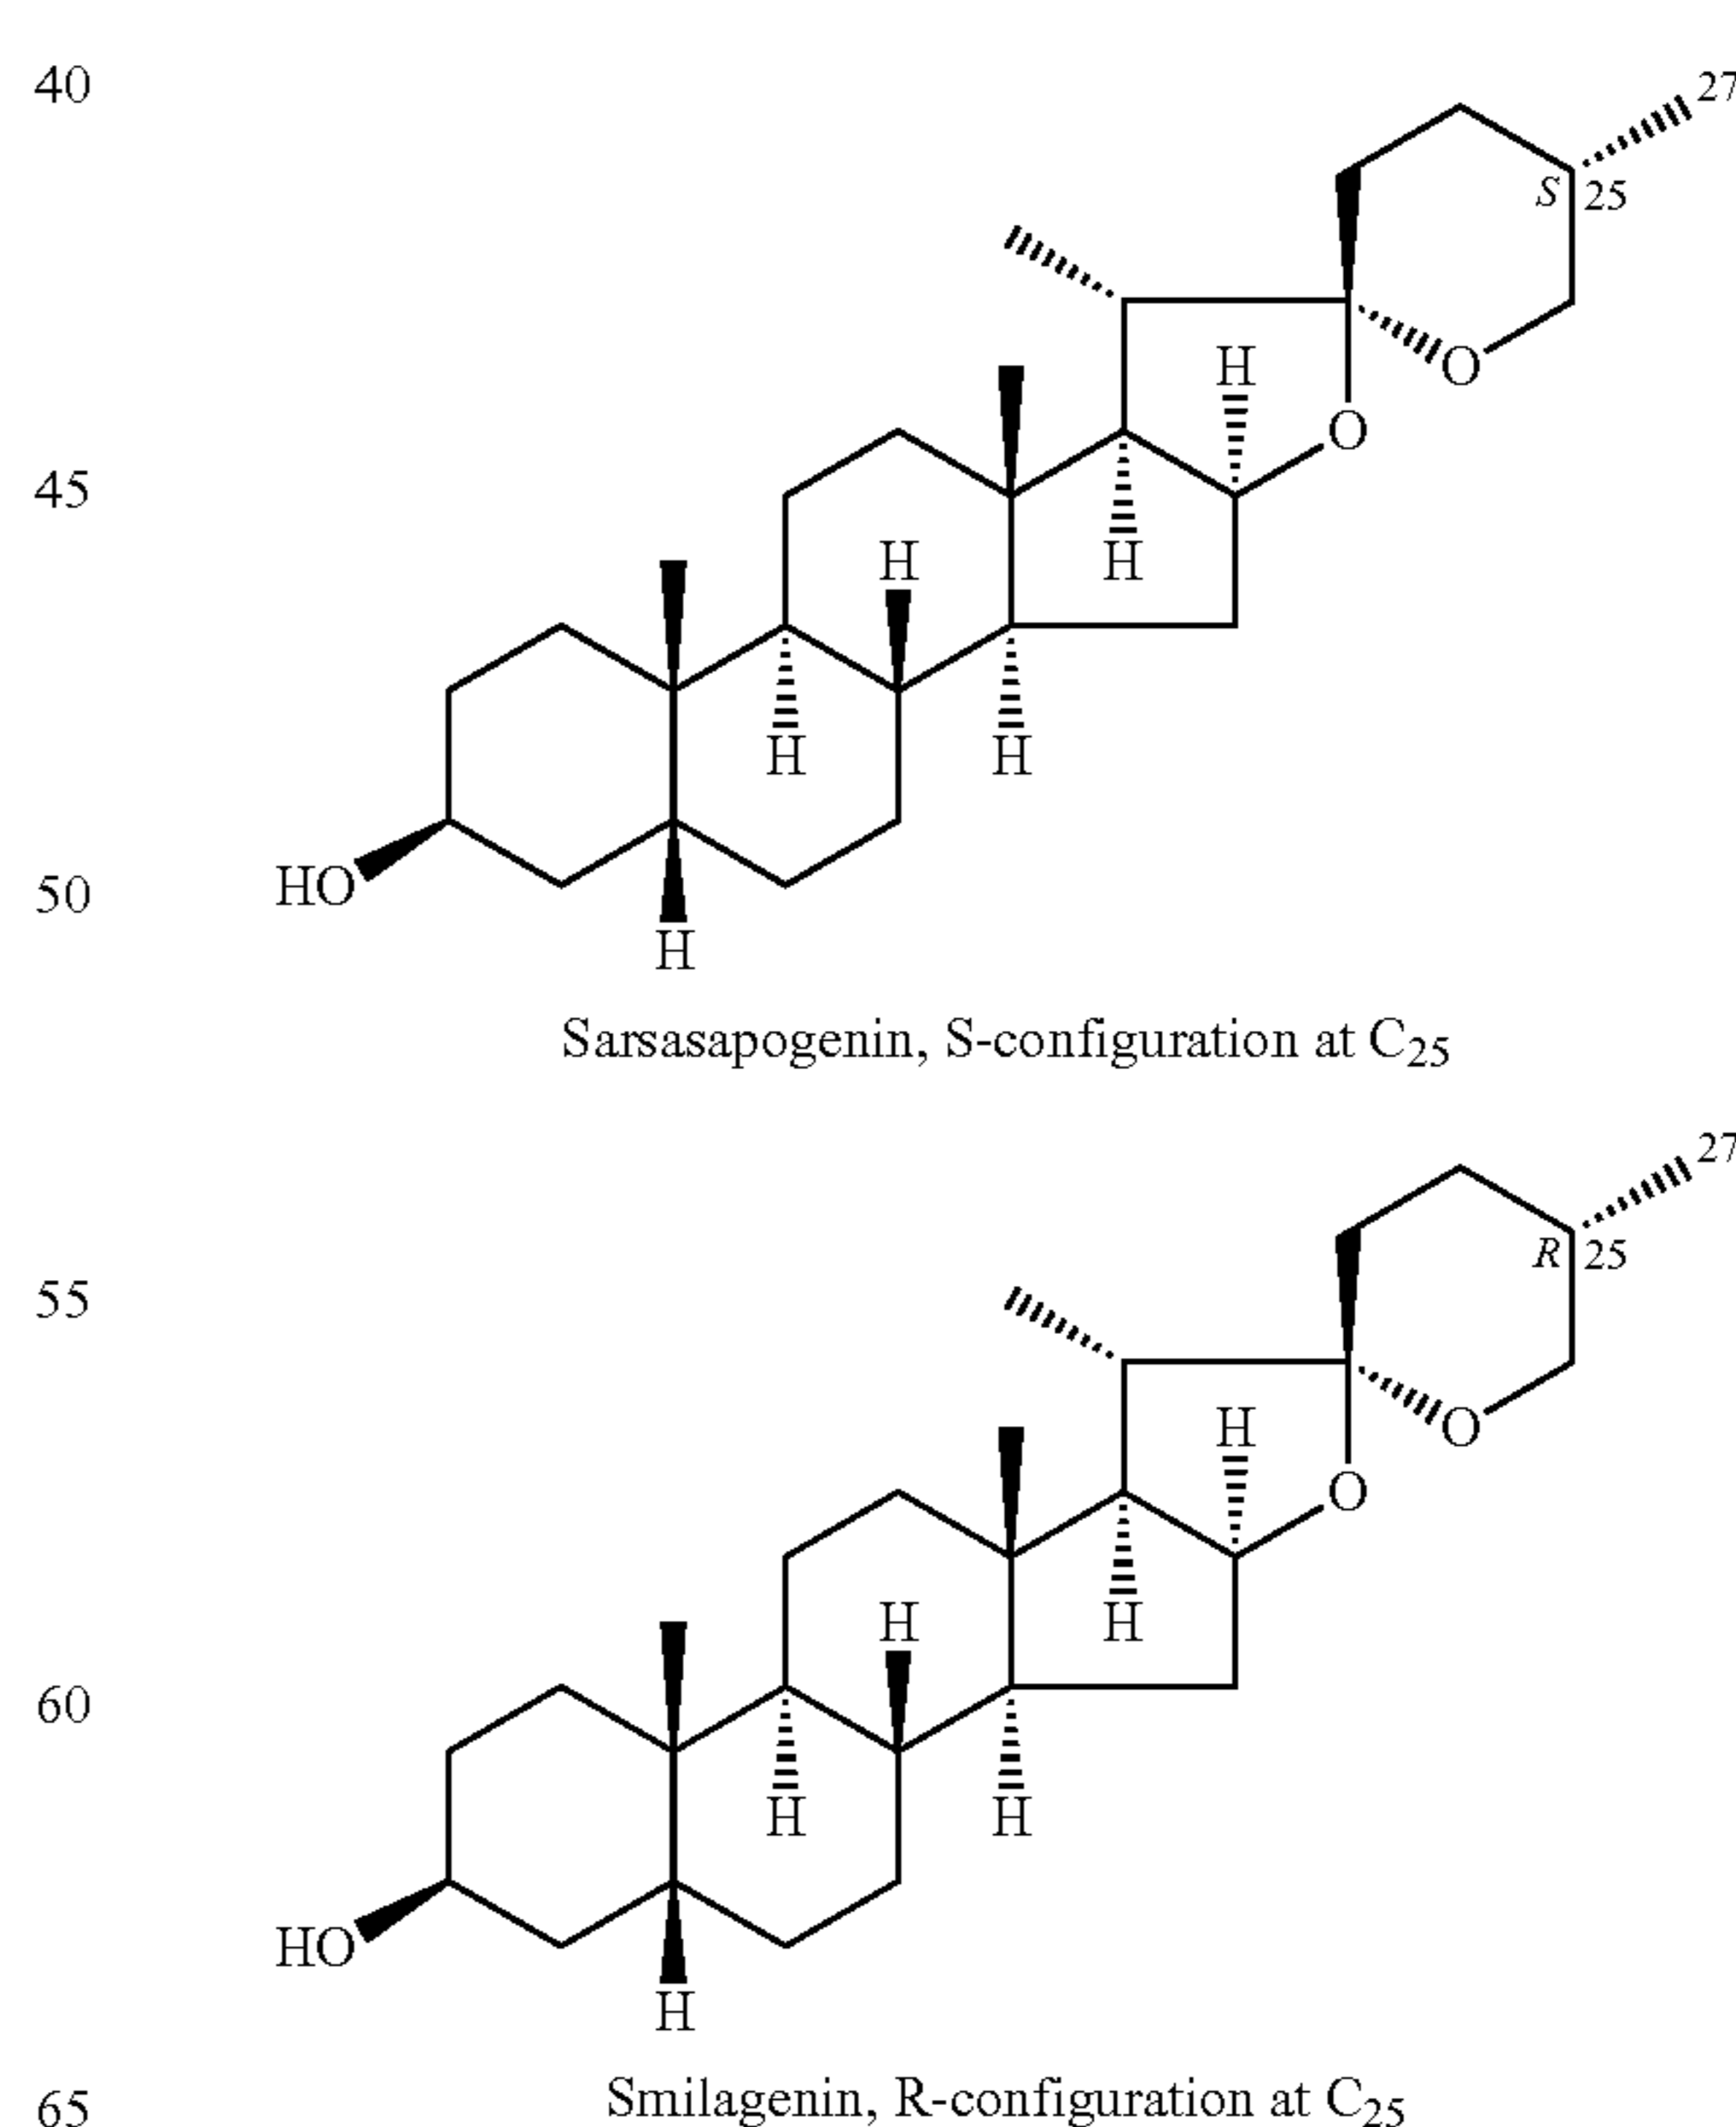 40
27
S 25
H
O
O
45
H
H
H
H
50
HO
H
Sarsasapogenin, S-configuration at C25
27
R 25
55
H
O
O
H
H
60
H
H
HO
H
Smilagenin, R-configuration at C25
65